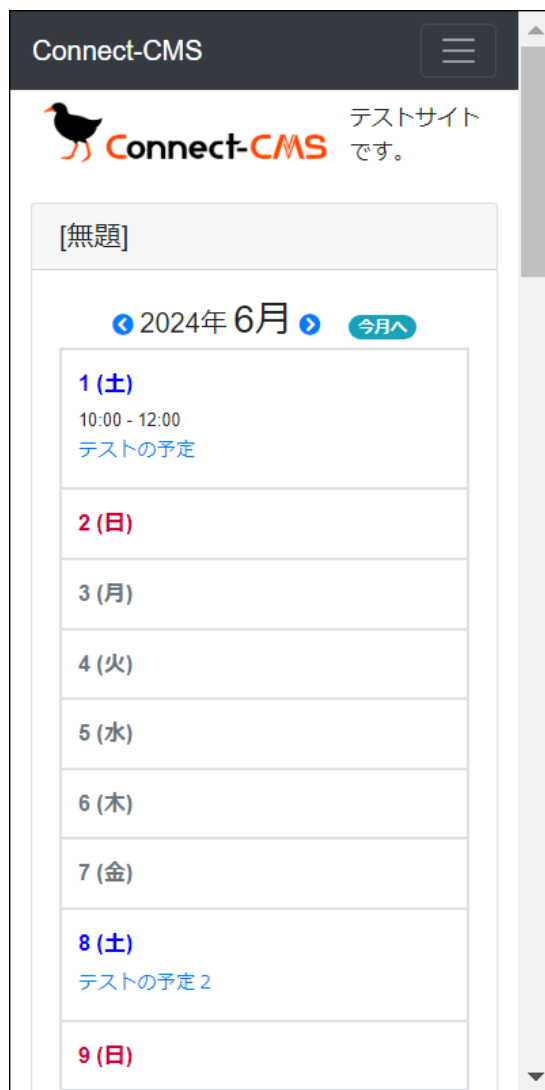 Connect-CMS
Connect-CMS
テストサイト
です。
[無題]
2024年 6月 今月へ
1 (土)
10:00 - 12:00
テストの予定
2 (日)
3 (月)
4 (火)
5 (水)
6 (木)
7 (金)
8 (土)
テストの予定 2
9 (日)